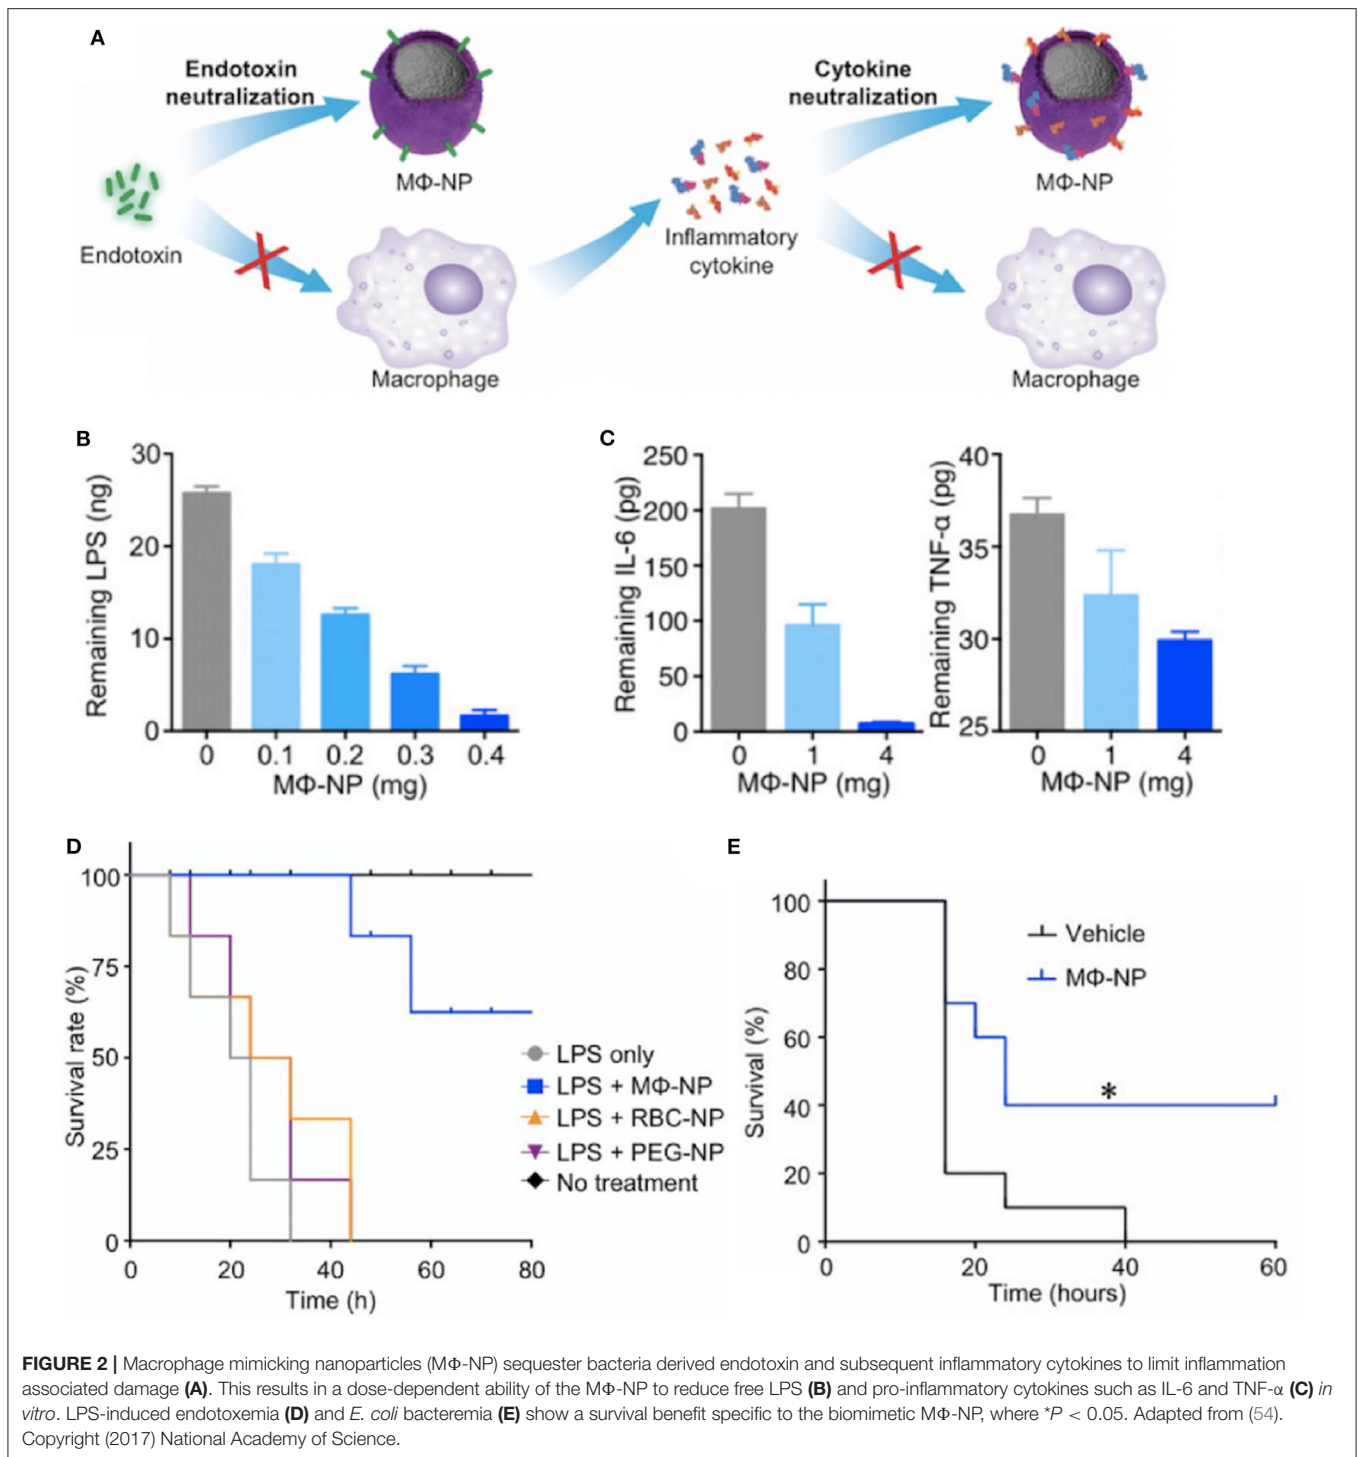 A
Endotoxin
neutralization
MΦ-NP
Endotoxin
Macrophage
Inflammatory
cytokine
Cytokine
neutralization
MΦ-NP
Macrophage
B
Remaining LPS (ng)
30
20
10
0
0 0.1 0.2 0.3 0.4
MΦ-NP (mg)
C
Remaining IL-6 (pg)
250
200
150
100
50
0
0 1 4
MΦ-NP (mg)
Remaining TNF-α (pg)
40
35
30
25
0 1 4
MΦ-NP (mg)
D
Survival rate (%)
100
75
50
25
0
0 20 40 60 80
Time (h)
LPS only
LPS + MΦ-NP
LPS + RBC-NP
LPS + PEG-NP
No treatment
E
Survival (%)
100
80
60
40
20
0
0 20 40 60
Time (hours)
Vehicle
MΦ-NP
*
FIGURE 2 | Macrophage mimicking nanoparticles (MΦ-NP) sequester bacteria derived endotoxin and subsequent inflammatory cytokines to limit inflammation
associated damage (A). This results in a dose-dependent ability of the MΦ-NP to reduce free LPS (B) and pro-inflammatory cytokines such as IL-6 and TNF-α (C) in
vitro. LPS-induced endotoxemia (D) and E. coli bacteremia (E) show a survival benefit specific to the biomimetic MΦ-NP, where *P < 0.05. Adapted from (54).
Copyright (2017) National Academy of Science.